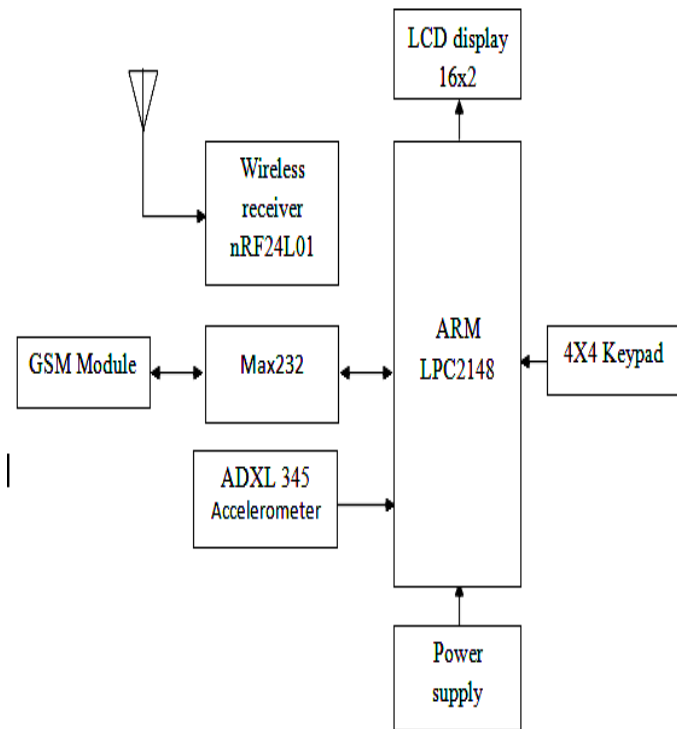 LCD display
16x2
Wireless
receiver
nRF24L01
ARM
LPC2148
GSM Module
Max232
4X4 Keypad
ADXL 345
Accelerometer
Power
supply